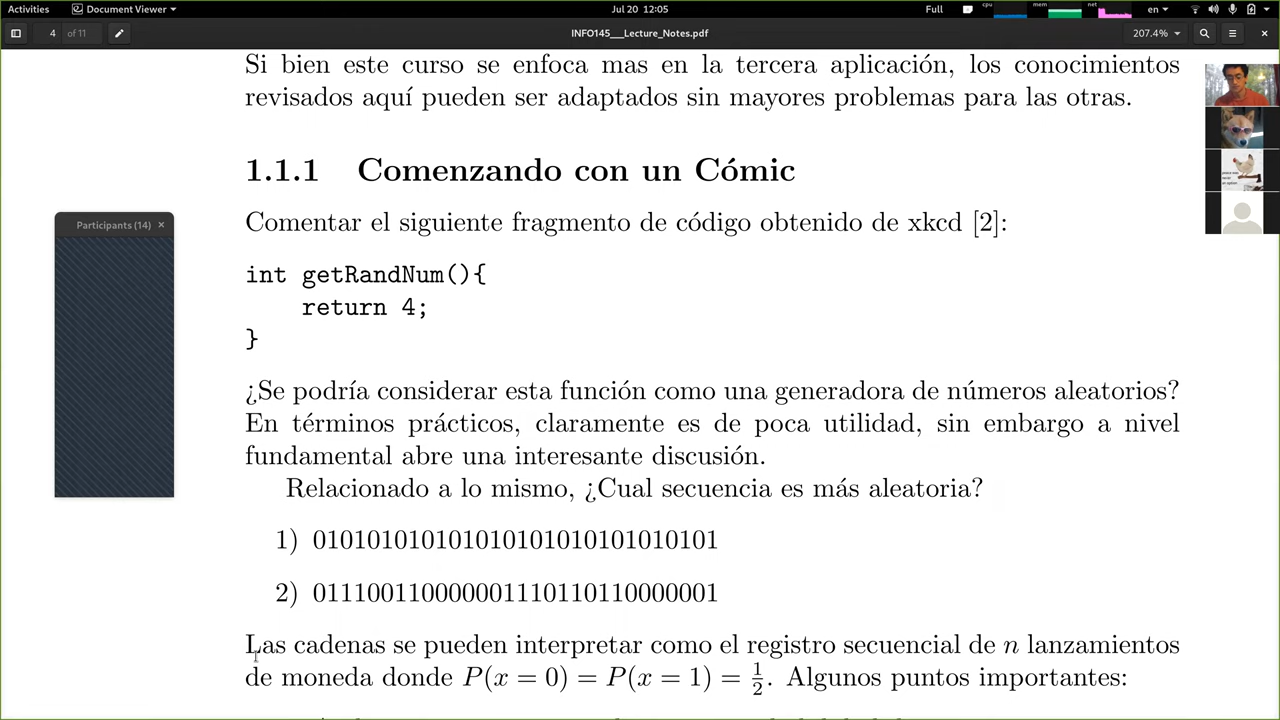 Activities Document Viewer Jul 20 12:05 Full cpu mem net en
4 of 11 INFO145___Lecture_Notes.pdf 207.4%
Si bien este curso se enfoca mas en la tercera aplicación, los conocimientos
revisados aquí pueden ser adaptados sin mayores problemas para las otras.
1.1.1 Comenzando con un Cómic
Comentar el siguiente fragmento de código obtenido de xkcd [2]:
Participants (14)
int getRandNum(){
return 4;
}
¿Se podría considerar esta función como una generadora de números aleatorios?
En términos prácticos, claramente es de poca utilidad, sin embargo a nivel
fundamental abre una interesante discusión.
Relacionado a lo mismo, ¿Cual secuencia es más aleatoria?
1) 010101010101010101010101010101
2) 011100110000001110110110000001
Las cadenas se pueden interpretar como el registro secuencial de n lanzamientos
de moneda donde P(x = 0) = P(x = 1) = 1/2. Algunos puntos importantes: